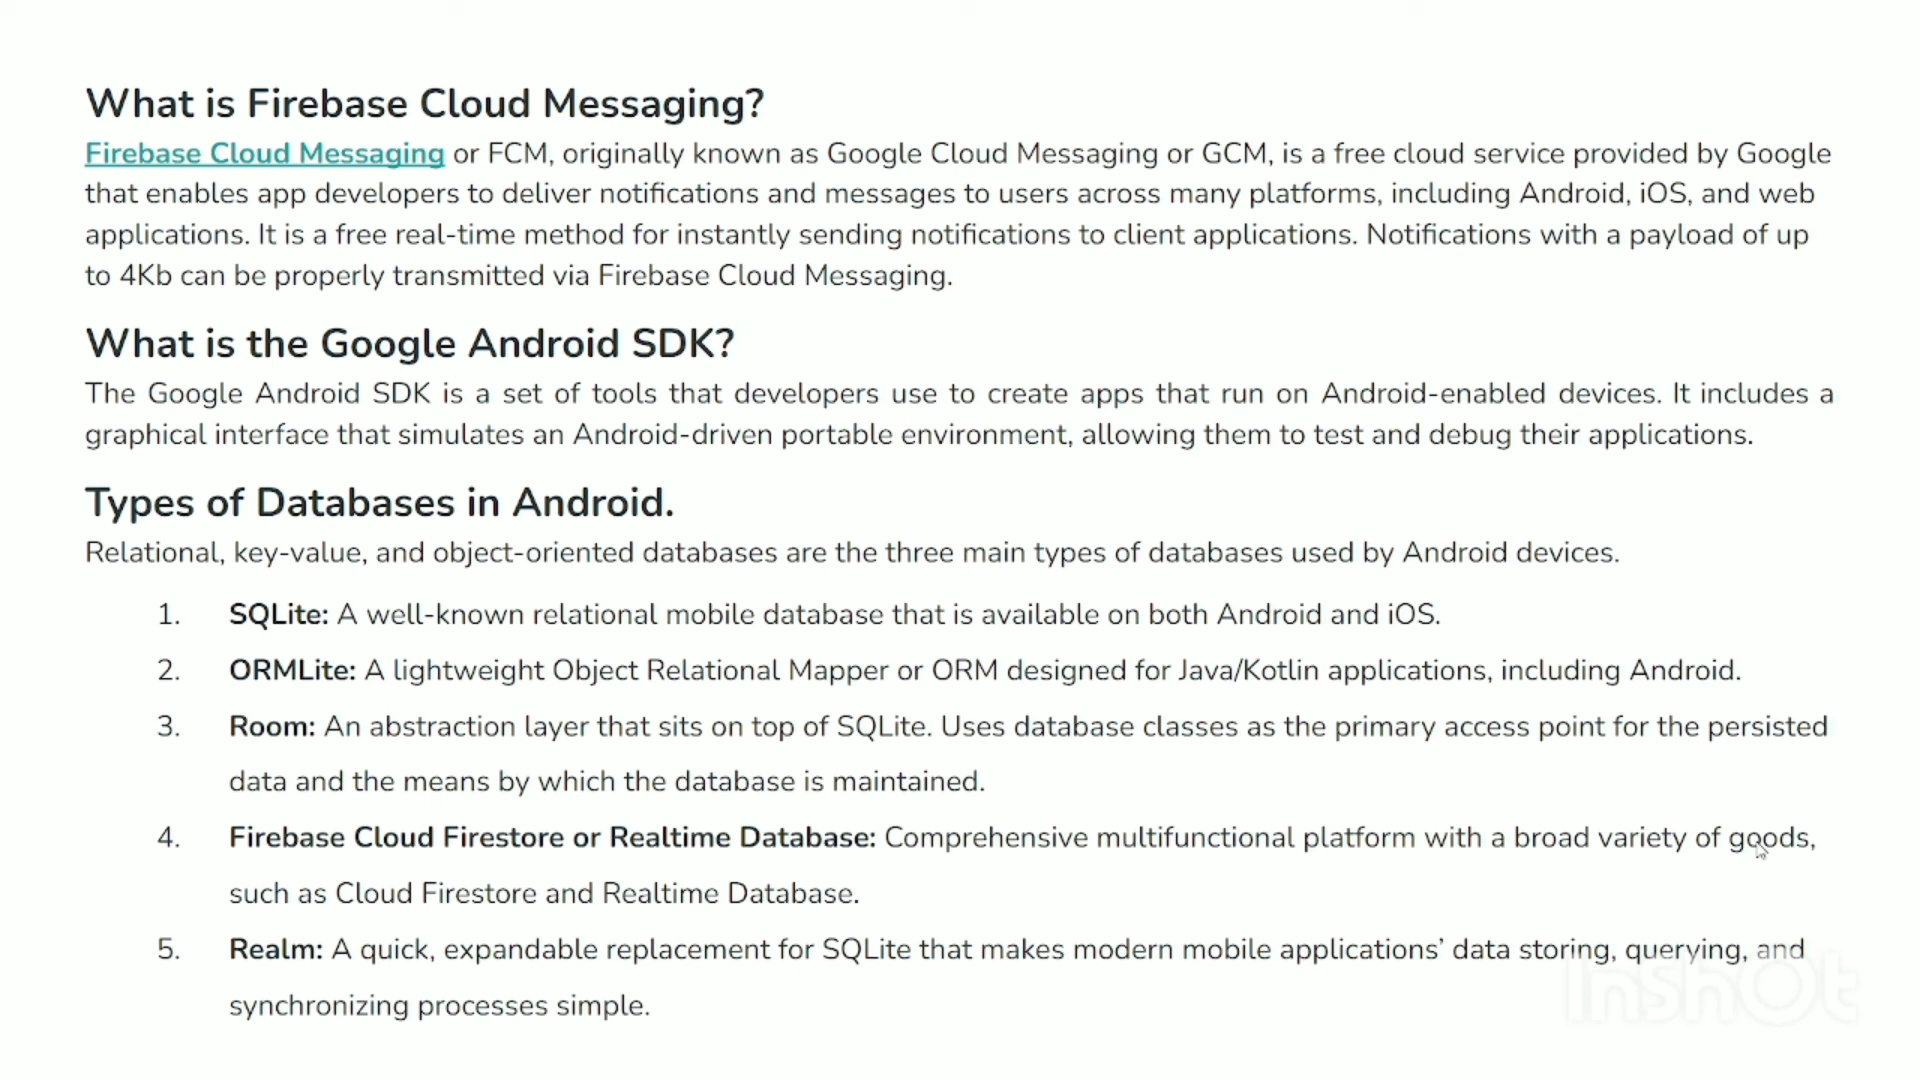 What is Firebase Cloud Messaging?
Firebase Cloud Messaging or FCM, originally known as Google Cloud Messaging or GCM, is a free cloud service provided by Google
that enables app developers to deliver notifications and messages to users across many platforms, including Android, iOS, and web
applications. It is a free real-time method for instantly sending notifications to client applications. Notifications with a payload of up
to 4Kb can be properly transmitted via Firebase Cloud Messaging.
What is the Google Android SDK?
The Google Android SDK is a set of tools that developers use to create apps that run on Android-enabled devices. It includes a
graphical interface that simulates an Android-driven portable environment, allowing them to test and debug their applications.
Types of Databases in Android.
Relational, key-value, and object-oriented databases are the three main types of databases used by Android devices.
1. SQLite: A well-known relational mobile database that is available on both Android and iOS.
2. ORMLite: A lightweight Object Relational Mapper or ORM designed for Java/Kotlin applications, including Android.
3. Room: An abstraction layer that sits on top of SQLite. Uses database classes as the primary access point for the persisted
data and the means by which the database is maintained.
4. Firebase Cloud Firestore or Realtime Database: Comprehensive multifunctional platform with a broad variety of goods,
such as Cloud Firestore and Realtime Database.
5. Realm: A quick, expandable replacement for SQLite that makes modern mobile applications’ data storing, querying, and
synchronizing processes simple.
InshOt